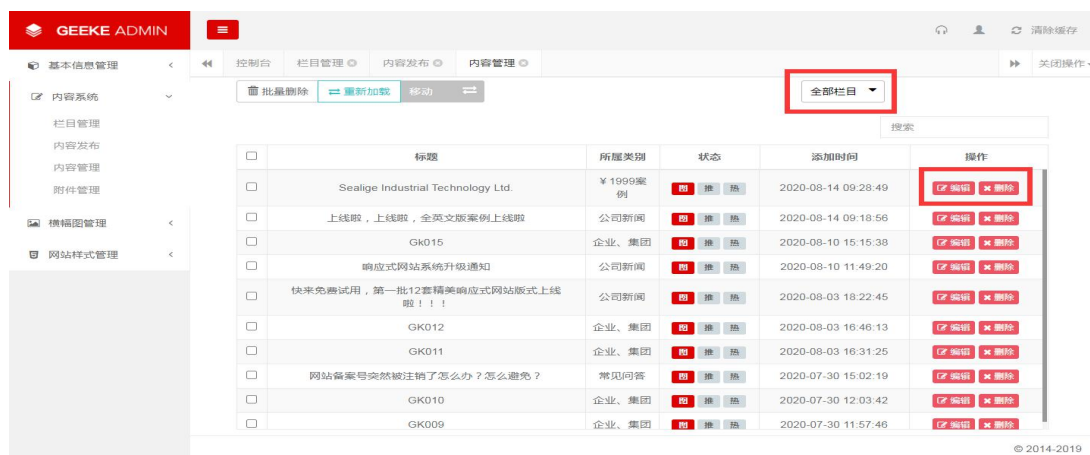 GEEKE ADMIN
清除缓存
基本信息管理
控制台 栏目管理 内容发布 内容管理 关闭操作
内容系统
批量删除 重新加载 移动 全部栏目
栏目管理
搜索
内容发布
内容管理
附件管理
横幅图管理
网站样式管理
标题 所属类别 状态 添加时间 操作
Sealige Industrial Technology Ltd. ¥1999案 图 推 热 2020-08-14 09:28:49 编辑 删除
例
上线啦，上线啦，全英文版案例上线啦 公司新闻 图 推 热 2020-08-14 09:18:56 编辑 删除
Gk015 企业、集团 图 推 热 2020-08-10 15:15:38 编辑 删除
响应式网站系统升级通知 公司新闻 图 推 热 2020-08-10 11:49:20 编辑 删除
快来免费试用，第一批12套精美响应式网站版式上线 公司新闻 图 推 热 2020-08-03 18:22:45 编辑 删除
啦！！！
GK012 企业、集团 图 推 热 2020-08-03 16:46:13 编辑 删除
GK011 企业、集团 图 推 热 2020-08-03 16:31:25 编辑 删除
网站备案号突然被注销了怎么办？怎么避免？ 常见问答 图 推 热 2020-07-30 15:02:19 编辑 删除
GK010 企业、集团 图 推 热 2020-07-30 12:03:42 编辑 删除
GK009 企业、集团 图 推 热 2020-07-30 11:57:46 编辑 删除
© 2014-2019